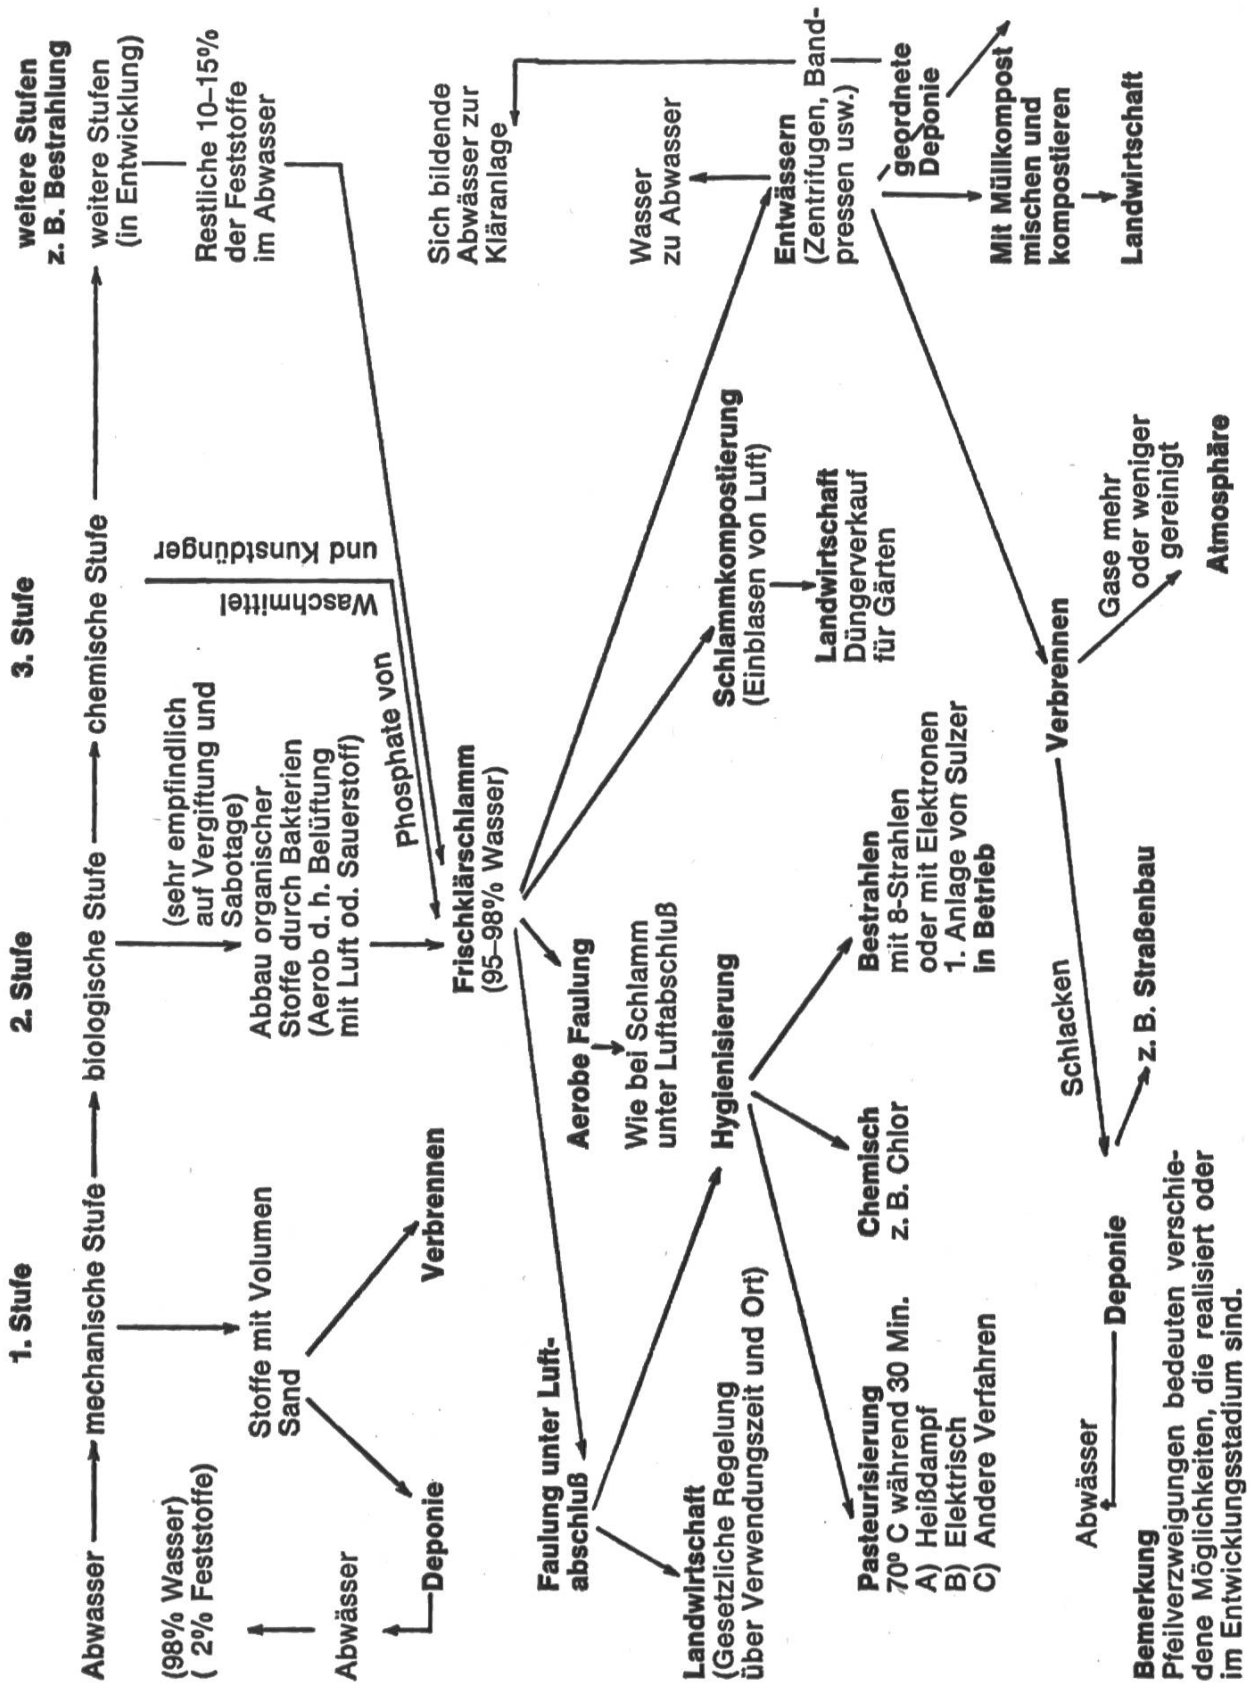 1. Stufe
2. Stufe
3. Stufe
weitere Stufen
z. B. Bestrahlung
Abwasser
mechanische Stufe
biologische Stufe
chemische Stufe
weitere Stufen
(in Entwicklung)
(98% Wasser)
( 2% Feststoffe)
Abwässer
Deponie
Stoffe mit Volumen
Sand
Verbrennen
(sehr empfindlich
auf Vergiftung und
Sabotage)
Abbau organischer
Stoffe durch Bakterien
(Aerob d. h. Belüftung
mit Luft od. Sauerstoff)
Phosphate von
Waschmittel
und Kunstdünger
Restliche 10–15%
der Feststoffe
im Abwasser
Frischklärschlamm
(95–98% Wasser)
Sich bildende
Abwässer zur
Kläranlage
Faulung unter Luft-
abschluß
Aerobe Faulung
Wie bei Schlamm
unter Luftabschluß
Schlammkompostierung
(Einblasen von Luft)
Landwirtschaft
Düngerverkauf
für Gärten
Wasser
zu Abwasser
Entwässern
(Zentrifugen, Band-
pressen usw.)
geordnete
Deponie
Mit Müllkompost
mischen und
kompostieren
Landwirtschaft
Landwirtschaft
(Gesetzliche Regelung
über Verwendungszeit und Ort)
Hygienisierung
Pasteurisierung
70° C während 30 Min.
A) Heißdampf
B) Elektrisch
C) Andere Verfahren
Chemisch
z. B. Chlor
Bestrahlen
mit 8-Strahlen
oder mit Elektronen
1. Anlage von Sulzer
in Betrieb
Verbrennen
Gase mehr
oder weniger
gereinigt
Atmosphäre
Schlacken
z. B. Straßenbau
Abwässer
Deponie
Bemerkung
Pfeilverzweigungen bedeuten verschie-
dene Möglichkeiten, die realisiert oder
im Entwicklungsstadium sind.